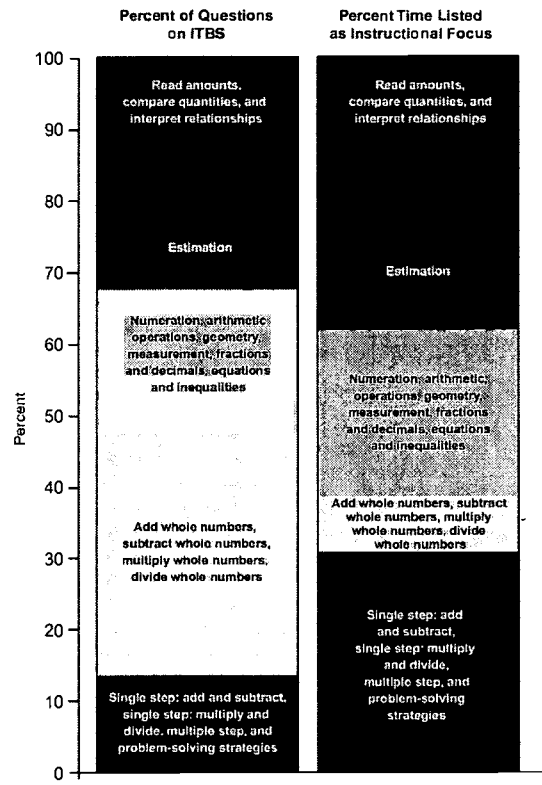 Percent of Questions
on ITBS
Percent Time Listed
as Instructional Focus
Percent
100
90
80
70
60
50
40
30
20
10
0
Read amounts,
compare quantities, and
interpret relationships
Estimation
Numeration, arithmetic
operations, geometry,
measurement, fractions
and decimals, equations
and inequalities
Add whole numbers,
subtract whole numbers,
multiply whole numbers,
divide whole numbers
Single step: add and subtract,
single step: multiply and
divide, multiple step, and
problem-solving strategies
Read amounts,
compare quantities, and
interpret relationships
Estimation
Numeration, arithmetic,
operations, geometry,
measurement, fractions
and decimals, equations
and inequalities
Add whole numbers, subtract
whole numbers, multiply
whole numbers, divide
whole numbers
Single step: add
and subtract,
single step: multiply
and divide,
multiple step, and
problem-solving
strategies